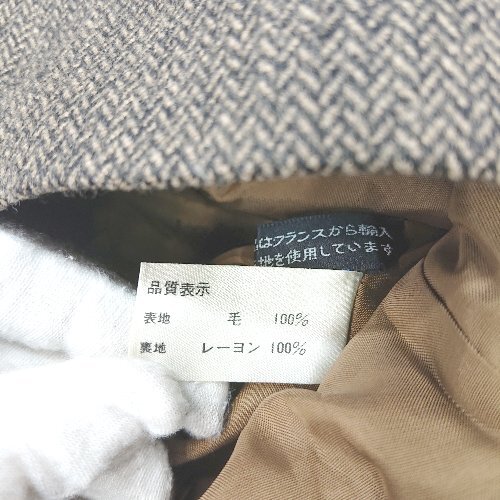 はフランスから輸入
地を使用しています
品質表示
表地 毛 100%
裏地 レーヨン 100%